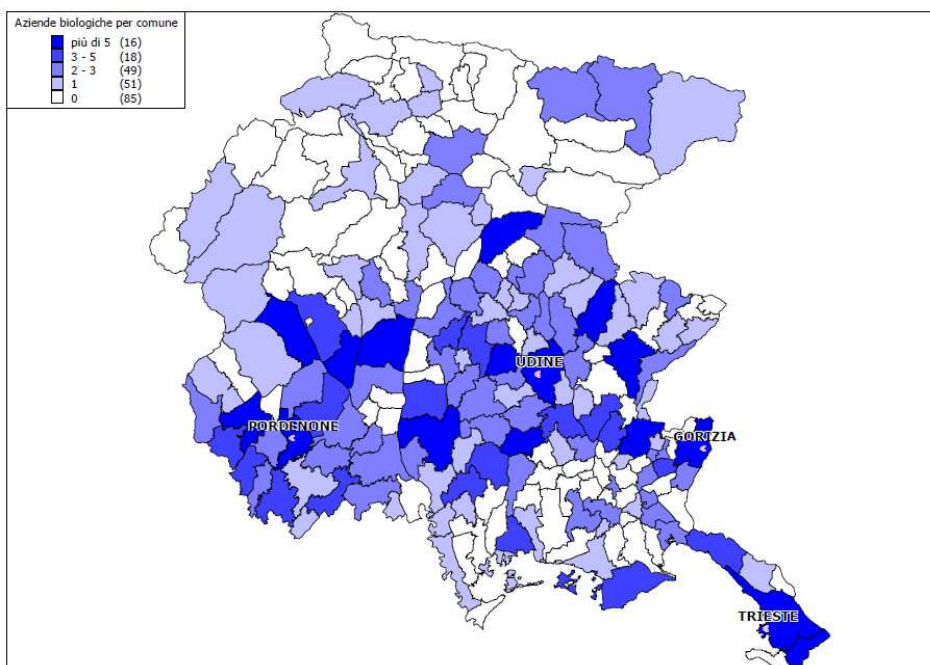 Aziende biologiche per comune
più di 5 (16)
3 - 5 (18)
2 - 3 (49)
1 (51)
0 (85)
UDINE
PORDENONE
GORIZIA
TRIESTE